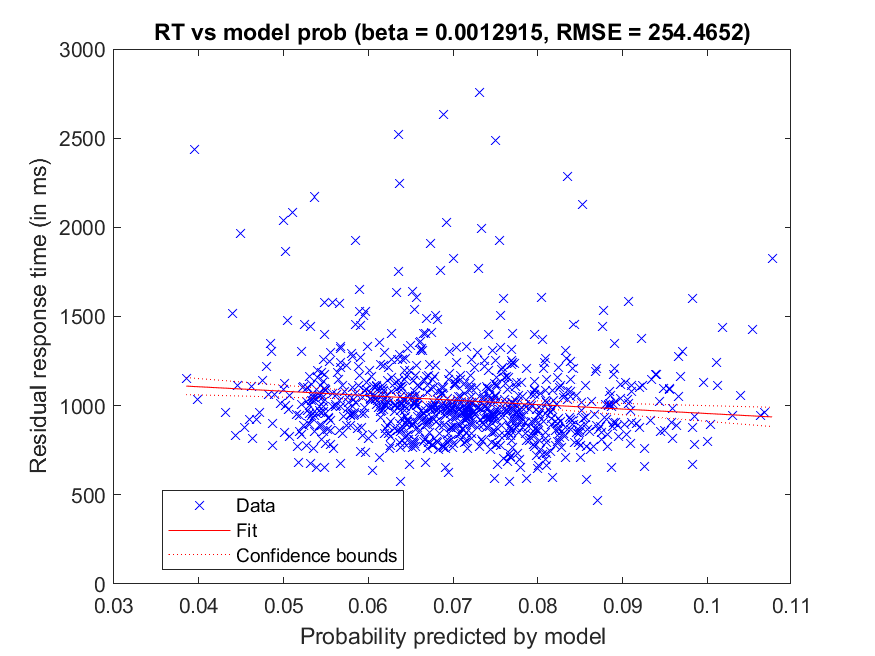 RT vs model prob (beta = 0.0012915, RMSE = 254.4652)
3000
2500
2000
1500
1000
500
0
Residual response time (in ms)
Data
Fit
Confidence bounds
0.03 0.04 0.05 0.06 0.07 0.08 0.09 0.1 0.11
Probability predicted by model